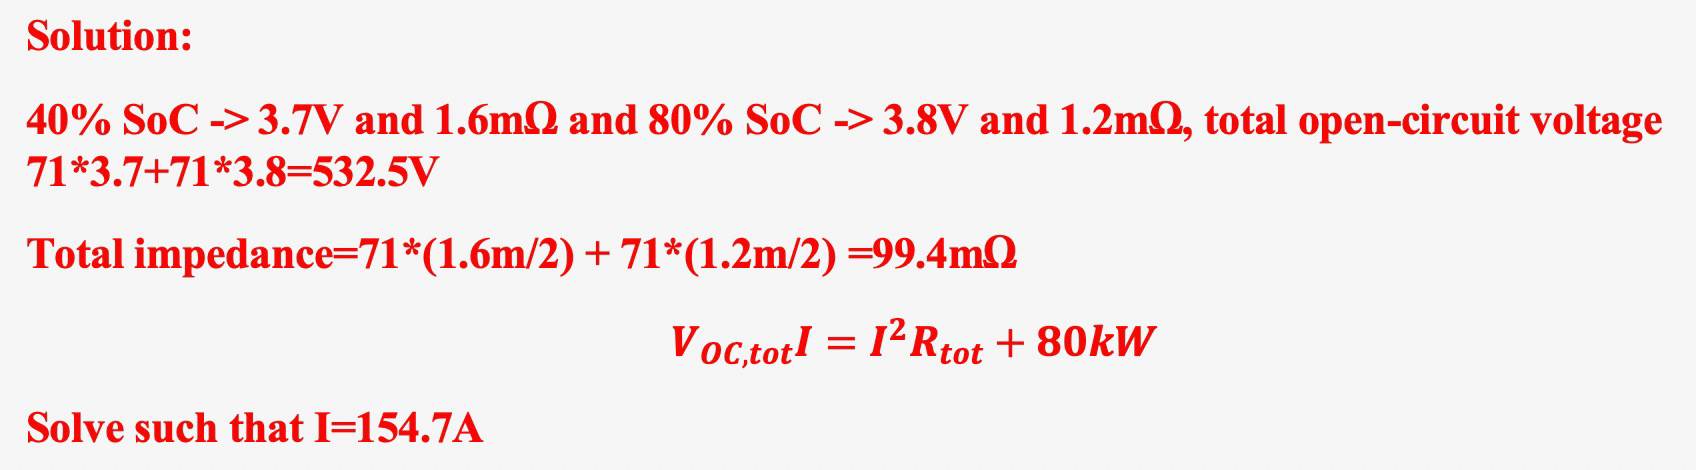 Solution:
40% SoC -> 3.7V and 1.6mΩ and 80% SoC -> 3.8V and 1.2mΩ, total open-circuit voltage
71*3.7+71*3.8=532.5V
Total impedance=71*(1.6m/2) + 71*(1.2m/2) =99.4mΩ
V_{OC,tot}I = I²R_{tot} + 80kW
Solve such that I=154.7A